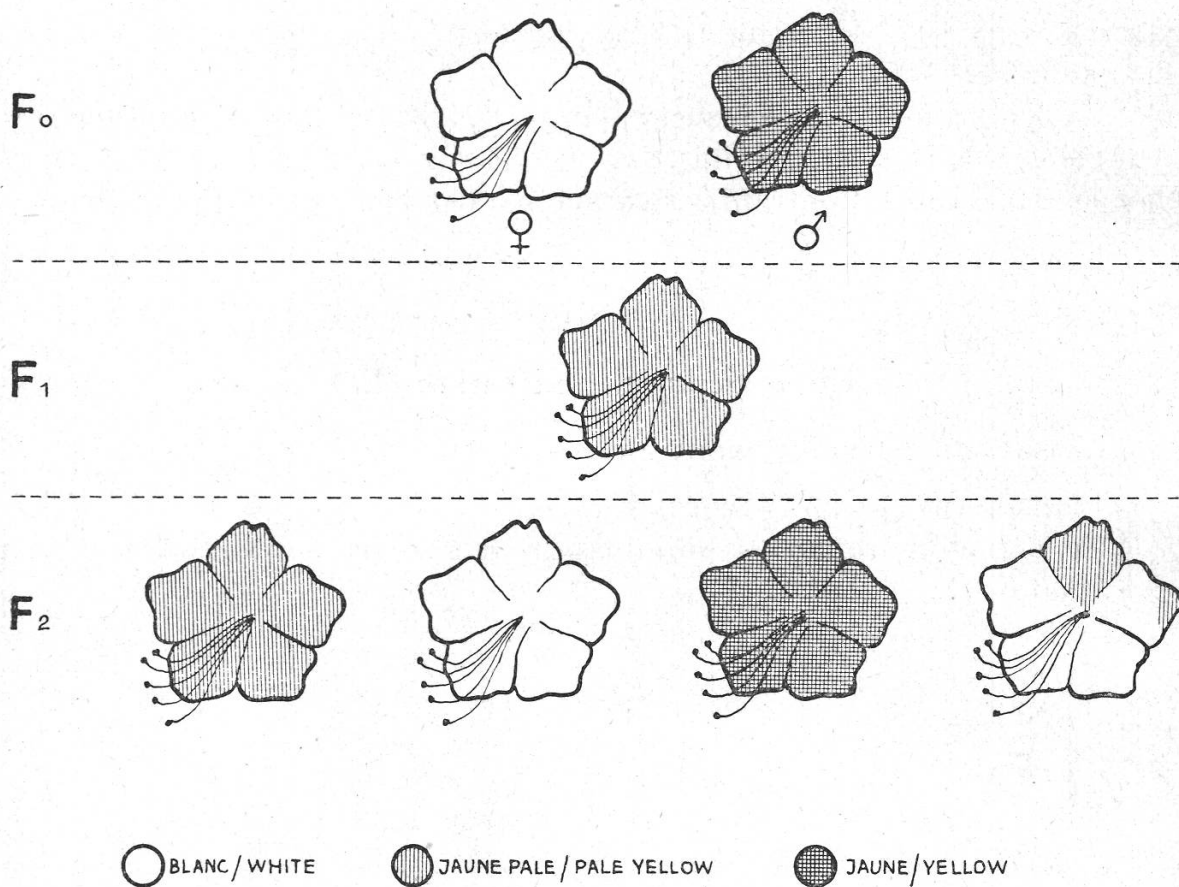 F₀
♀ ♂
F₁
F₂
BLANC/WHITE JAUNE PALE/PALE YELLOW JAUNE/YELLOW